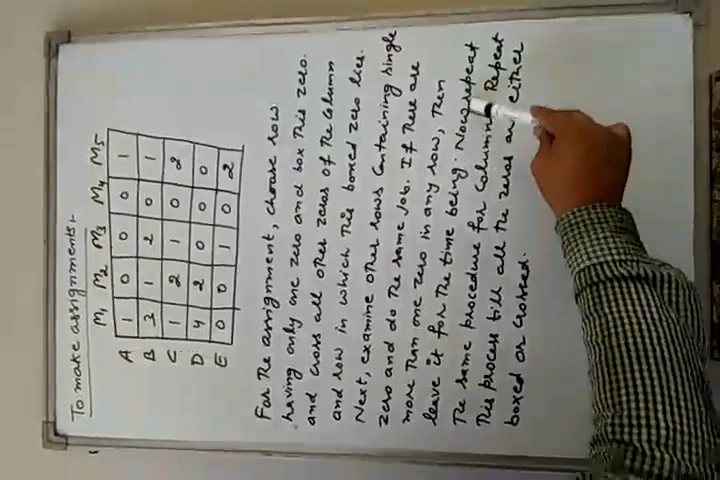 To make assignments:-
M1 M2 M3 M4 M5
A 1 0 0 0 1
B 3 1 2 0 1
C 1 2 1 0 2
D 4 2 0 0 0
E 0 0 1 0 2
For the assignment, choose row
having only one zero and box this zero.
and cross all other zeros of the column
and row in which this boxed zero lies.
Next, examine other rows containing single
zero and do the same job. If there are
more than one zero in any row, then
leave it for the time being. Now repeat
the same procedure for column. Repeat
this process till all the zeros are either
boxed or crossed.